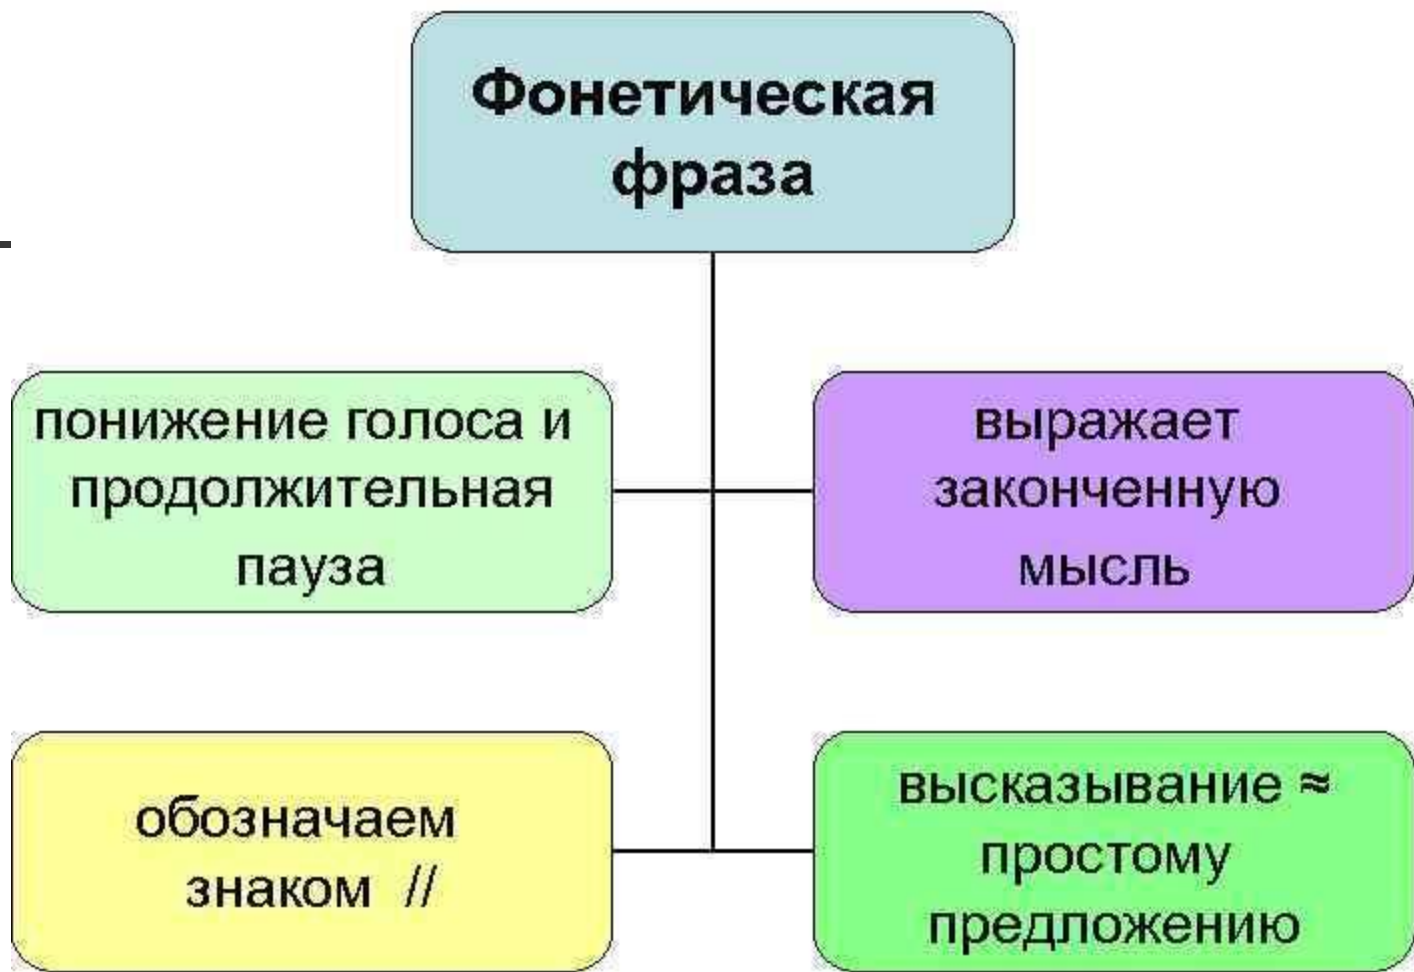 Фонетическая
фраза
понижение голоса и
продолжительная
пауза
выражает
законченную
мысль
обозначаем
знаком //
высказывание ≈
простому
предложению